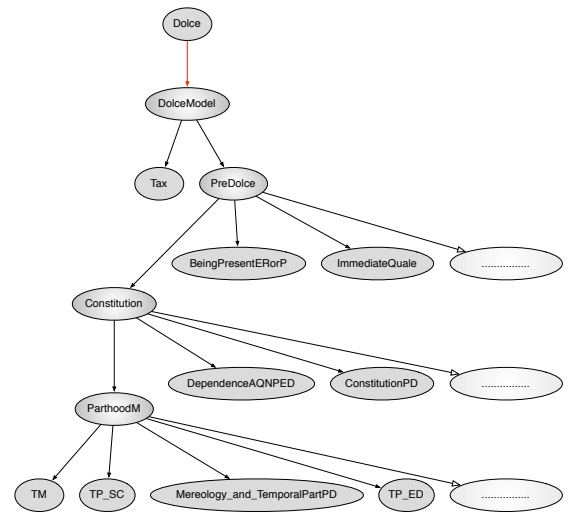 Dolce
DolceModel
Tax
PreDolce
BeingPresentERorP
ImmediateQuale
...............
Constitution
DependenceAQNPED
ConstitutionPD
...............
ParthoodM
TM
TP_SC
Mereology_and_TemporalPartPD
TP_ED
...............